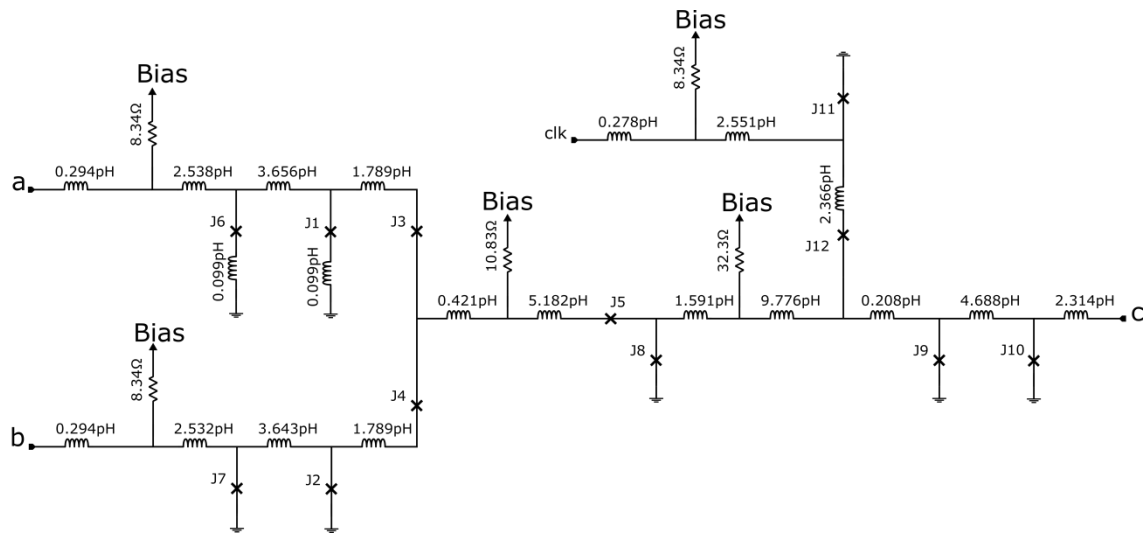 Bias
8.34Ω
clk
0.278pH
2.551pH
J11
2.366pH
J12
Bias
8.34Ω
a
0.294pH
2.538pH
3.656pH
1.789pH
J6
J1
J3
0.099pH
0.099pH
Bias
10.83Ω
Bias
32.3Ω
0.421pH
5.182pH
J5
1.591pH
9.776pH
0.208pH
4.688pH
2.314pH
c
J8
J9
J10
Bias
8.34Ω
J4
b
0.294pH
2.532pH
3.643pH
1.789pH
J7
J2